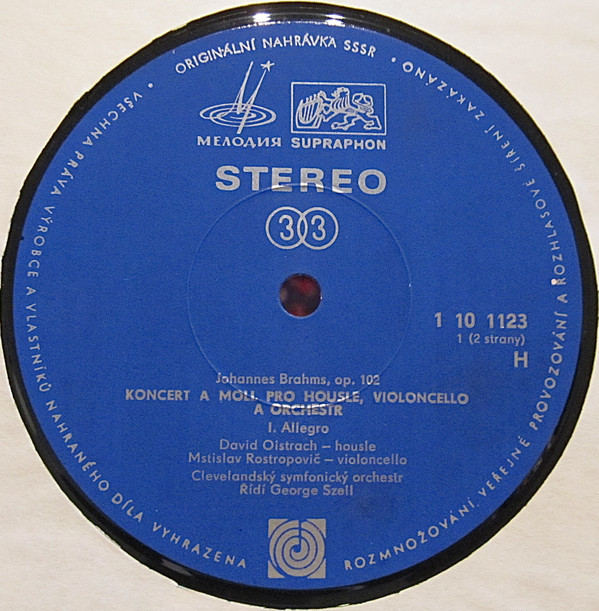 ORIGINÁLNÍ NAHRÁVKA SSSR
• VŠECHNA PRÁVA VÝROBCE A VLASTNÍKŮ NAHRANÉHO DÍLA VYHRAZENA
ROZMNOŽOVÁNÍ, VEŘEJNÉ PROVOZOVÁNÍ A ROZHLASOVÉ ŠÍŘENÍ ZAKÁZÁNO •
МЕЛОДИЯ SUPRAPHON
STEREO
33
1 10 1123
1 (2 strany)
H
Johannes Brahms, op. 102
KONCERT A MOLL PRO HOUSLE, VIOLONCELLO
A ORCHESTR
I. Allegro
David Oistrach – housle
Mstislav Rostropovič – violoncello
Clevelandský symfonický orchestr
Řídí George Szell